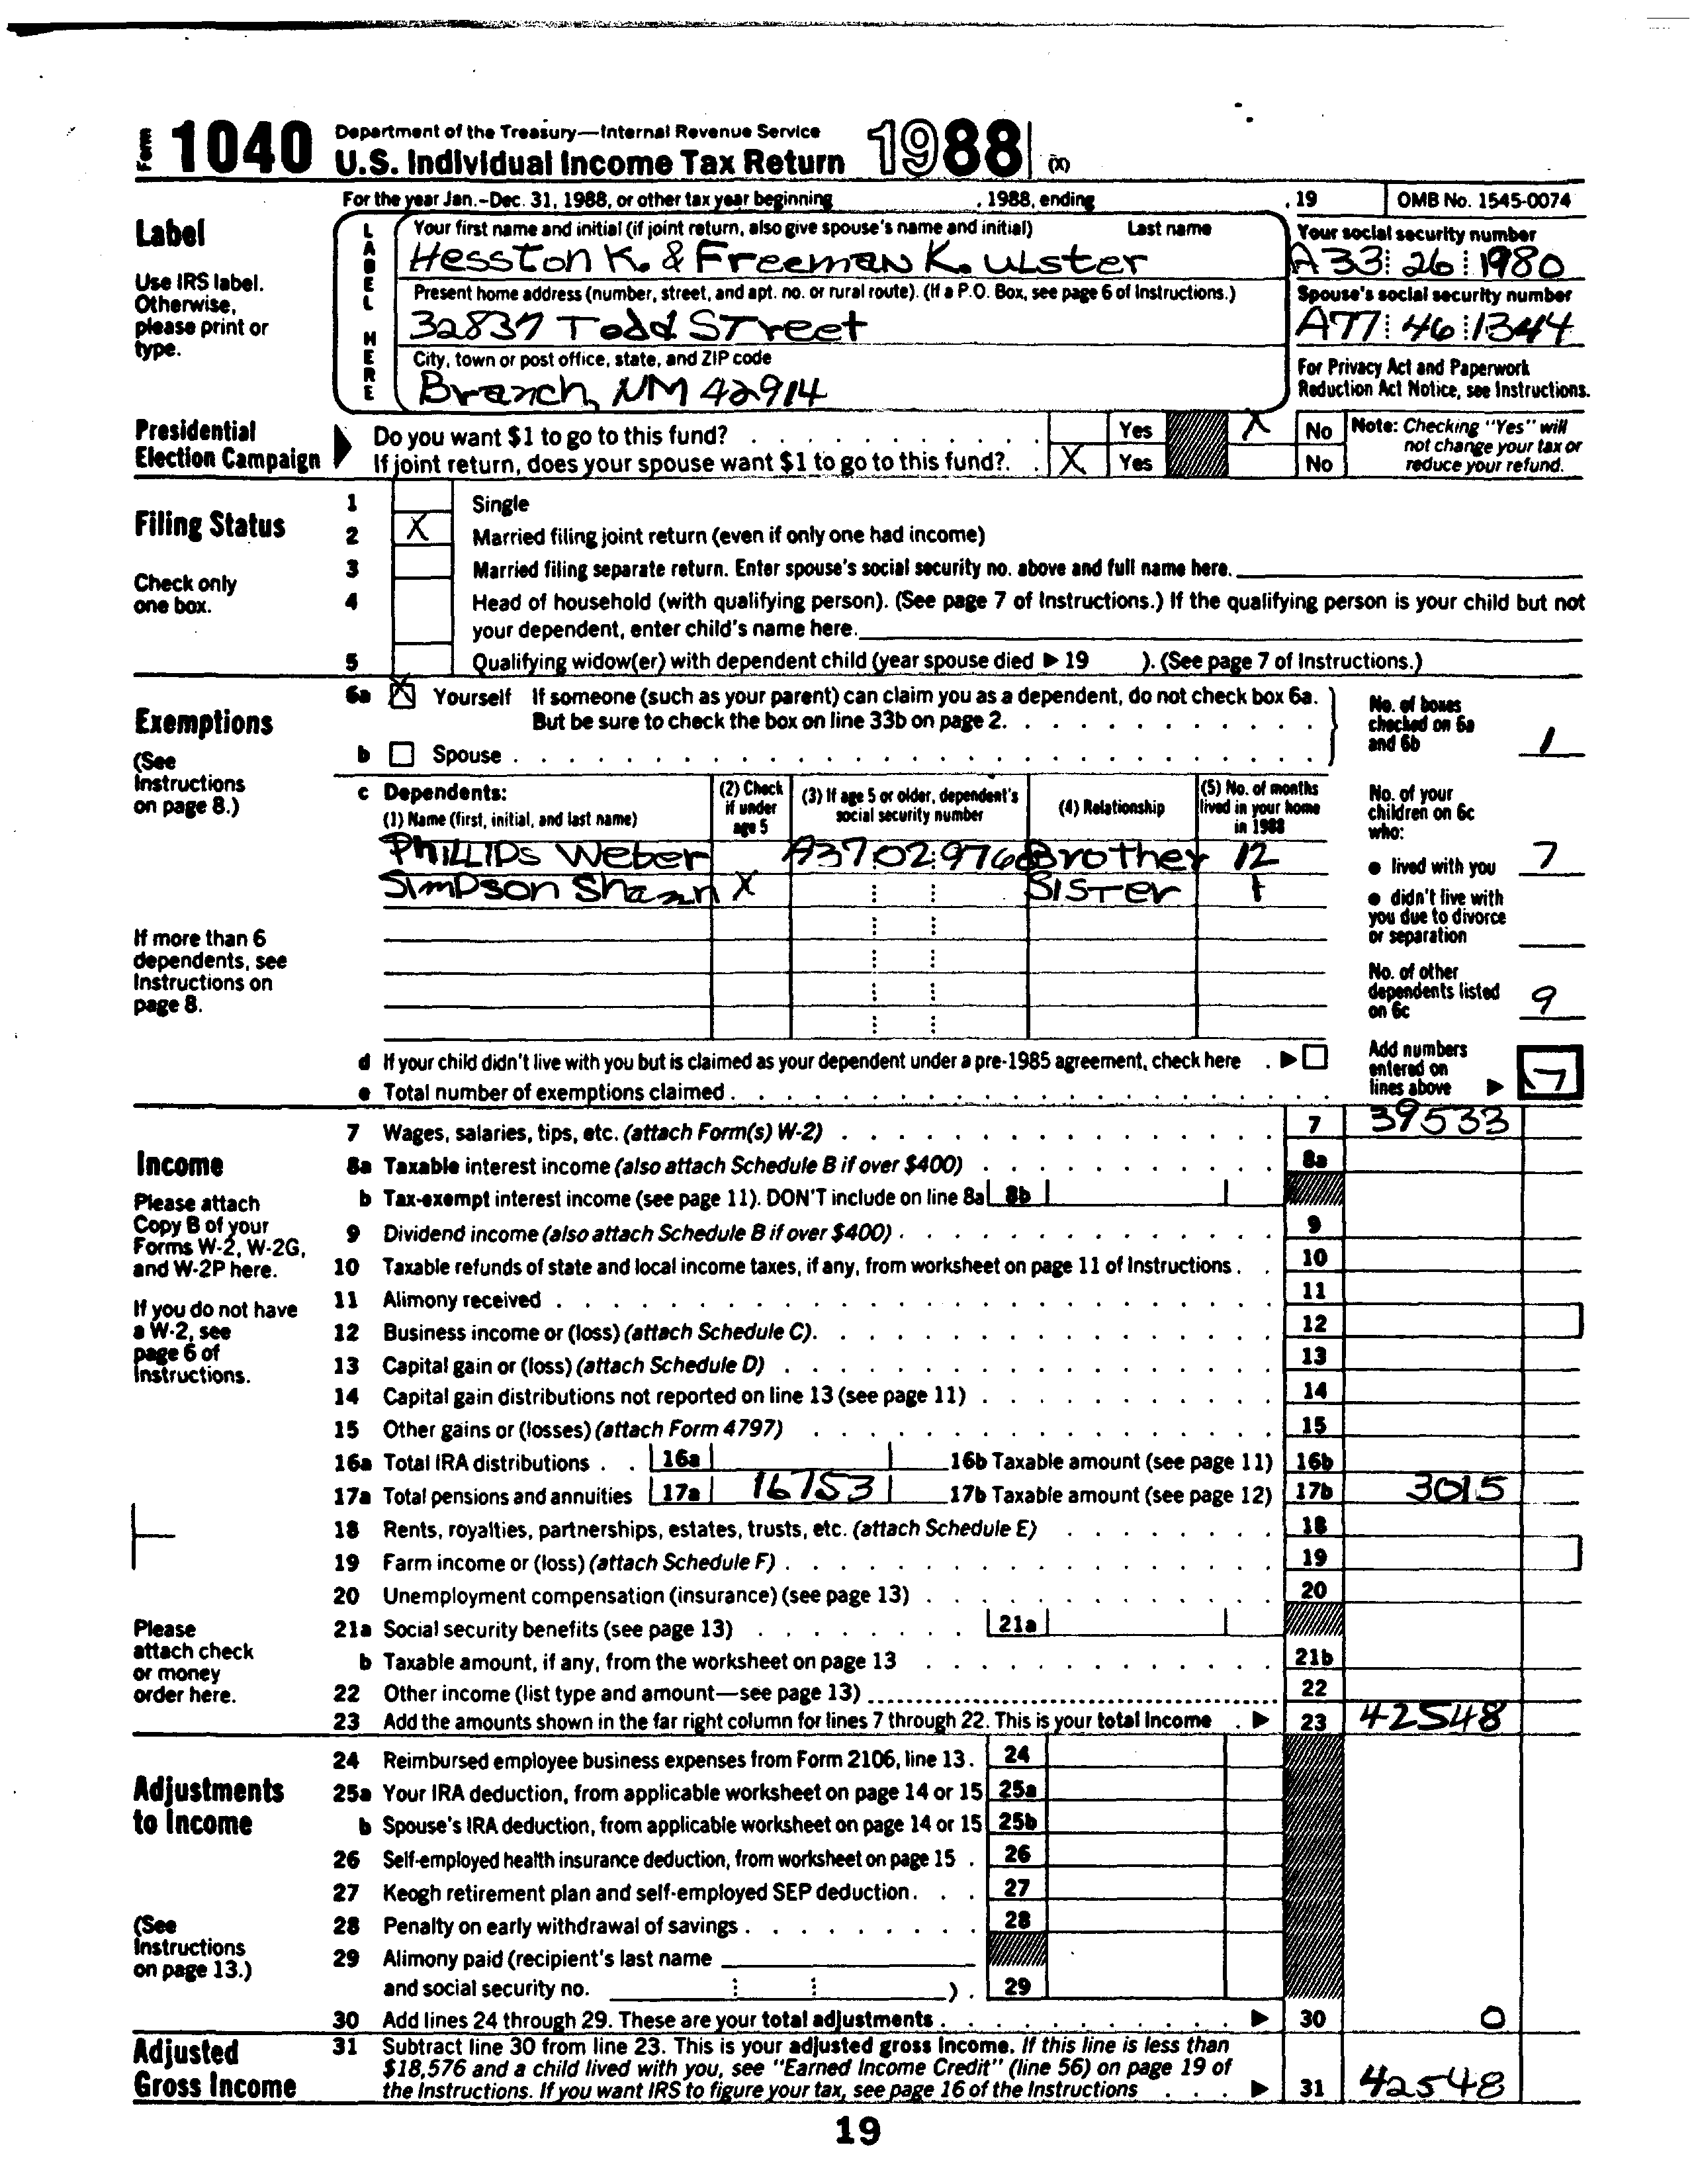 Form 1040 Department of the Treasury—Internal Revenue Service
U.S. Individual Income Tax Return 1988 (X)
For the year Jan.-Dec. 31, 1988, or other tax year beginning , 1988, ending , 19 OMB No. 1545-0074
Label
Use IRS label.
Otherwise,
please print or
type.
LABEL HERE
Your first name and initial (if joint return, also give spouse's name and initial) Last name
Hesston K. & Freeman K. Ulster
Your social security number
A33 26 1980
Present home address (number, street, and apt. no. or rural route). (If a P.O. Box, see page 6 of Instructions.)
32837 Todd Street
Spouse's social security number
A77 46 1344
City, town or post office, state, and ZIP code
Branch, NM 42914
For Privacy Act and Paperwork
Reduction Act Notice, see Instructions.
Presidential
Election Campaign
Do you want $1 to go to this fund? Yes X No
If joint return, does your spouse want $1 to go to this fund? X Yes No
Note: Checking "Yes" will
not change your tax or
reduce your refund.
Filing Status
Check only
one box.
1 Single
2 X Married filing joint return (even if only one had income)
3 Married filing separate return. Enter spouse's social security no. above and full name here.
4 Head of household (with qualifying person). (See page 7 of Instructions.) If the qualifying person is your child but not
your dependent, enter child's name here.
5 Qualifying widow(er) with dependent child (year spouse died ▶ 19 ). (See page 7 of Instructions.)
Exemptions
(See
Instructions
on page 8.)
If more than 6
dependents, see
Instructions on
page 8.
6a X Yourself If someone (such as your parent) can claim you as a dependent, do not check box 6a.
But be sure to check the box on line 33b on page 2.
b Spouse
No. of boxes
checked on 6a
and 6b 1
c Dependents:
(1) Name (first, initial, and last name)
(2) Check
if under
age 5
(3) If age 5 or older, dependent's
social security number
(4) Relationship
(5) No. of months
lived in your home
in 1988
Phillips Weber A37 02 9768 Brother 12
Simpson Shann X Sister 1
No. of your
children on 6c
who:
● lived with you 7
● didn't live with
you due to divorce
or separation
No. of other
dependents listed
on 6c 9
d If your child didn't live with you but is claimed as your dependent under a pre-1985 agreement, check here ▶
e Total number of exemptions claimed
Add numbers
entered on
lines above ▶ 17
Income
Please attach
Copy B of your
Forms W-2, W-2G,
and W-2P here.
If you do not have
a W-2, see
page 6 of
Instructions.
Please
attach check
or money
order here.
7 Wages, salaries, tips, etc. (attach Form(s) W-2) 7 39533
8a Taxable interest income (also attach Schedule B if over $400) 8a
b Tax-exempt interest income (see page 11). DON'T include on line 8a 8b
9 Dividend income (also attach Schedule B if over $400) 9
10 Taxable refunds of state and local income taxes, if any, from worksheet on page 11 of Instructions 10
11 Alimony received 11
12 Business income or (loss) (attach Schedule C) 12
13 Capital gain or (loss) (attach Schedule D) 13
14 Capital gain distributions not reported on line 13 (see page 11) 14
15 Other gains or (losses) (attach Form 4797) 15
16a Total IRA distributions 16a 16b Taxable amount (see page 11) 16b
17a Total pensions and annuities 17a 16753 17b Taxable amount (see page 12) 17b 3015
18 Rents, royalties, partnerships, estates, trusts, etc. (attach Schedule E) 18
19 Farm income or (loss) (attach Schedule F) 19
20 Unemployment compensation (insurance) (see page 13) 20
21a Social security benefits (see page 13) 21a
b Taxable amount, if any, from the worksheet on page 13 21b
22 Other income (list type and amount—see page 13) 22
23 Add the amounts shown in the far right column for lines 7 through 22. This is your total income ▶ 23 42548
Adjustments
to Income
(See
Instructions
on page 13.)
24 Reimbursed employee business expenses from Form 2106, line 13. 24
25a Your IRA deduction, from applicable worksheet on page 14 or 15 25a
b Spouse's IRA deduction, from applicable worksheet on page 14 or 15 25b
26 Self-employed health insurance deduction, from worksheet on page 15 26
27 Keogh retirement plan and self-employed SEP deduction 27
28 Penalty on early withdrawal of savings 28
29 Alimony paid (recipient's last name
and social security no. ) 29
30 Add lines 24 through 29. These are your total adjustments ▶ 30 0
Adjusted
Gross Income
31 Subtract line 30 from line 23. This is your adjusted gross income. If this line is less than
$18,576 and a child lived with you, see "Earned Income Credit" (line 56) on page 19 of
the Instructions. If you want IRS to figure your tax, see page 16 of the Instructions ▶ 31 42548
19